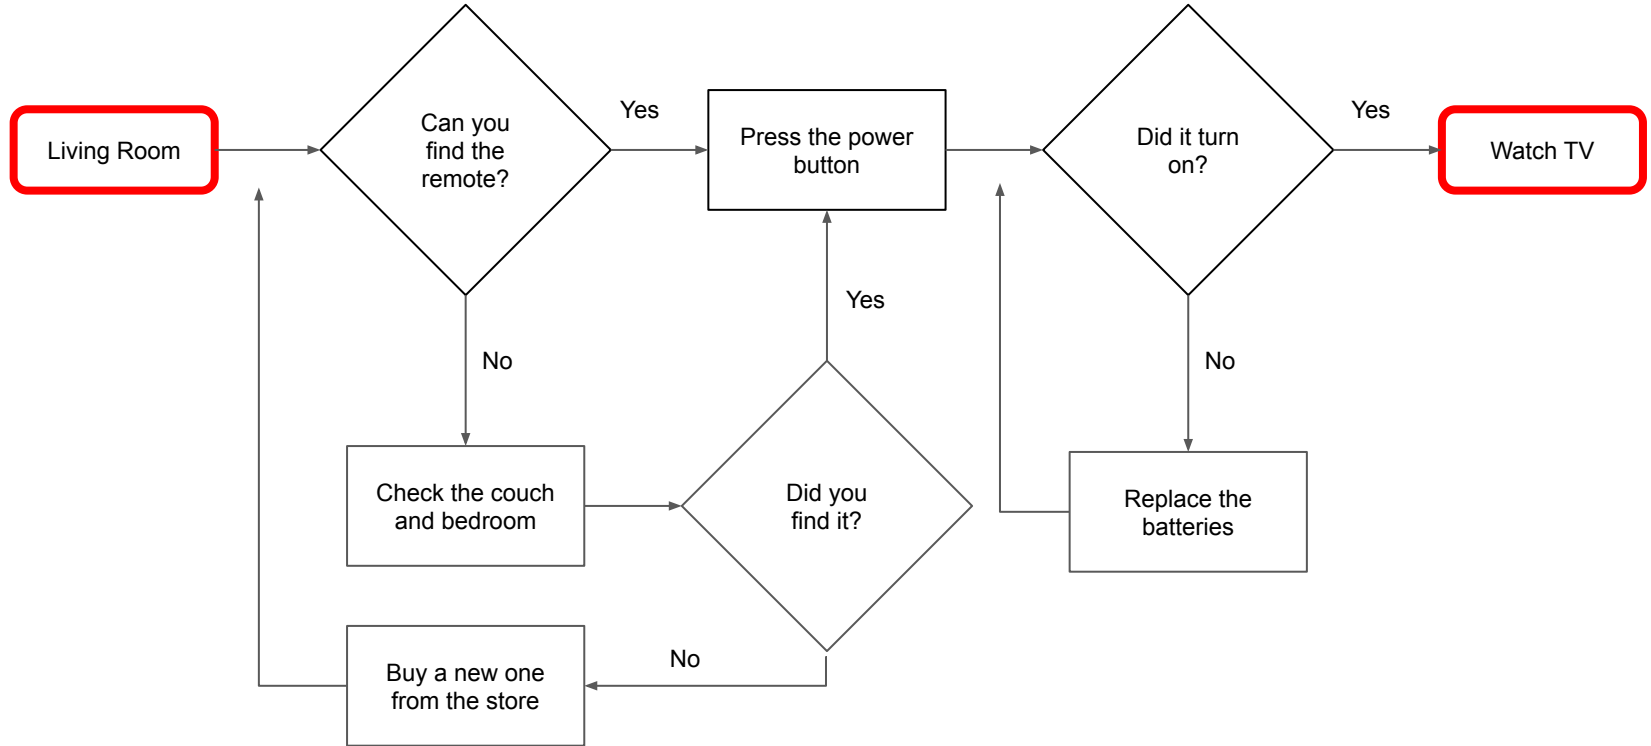 Living Room
Can you
find the
remote?
Yes
Press the power
button
Did it turn
on?
Yes
Watch TV
No
Yes
No
Check the couch
and bedroom
Did you
find it?
Replace the
batteries
Buy a new one
from the store
No